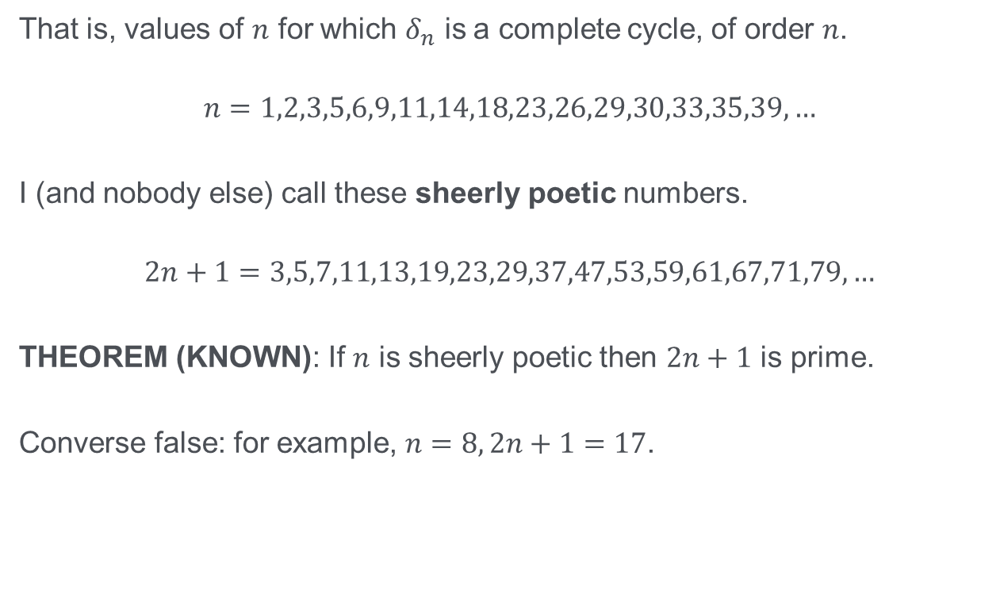 That is, values of 𝑛 for which 𝛿ₙ is a complete cycle, of order 𝑛.
𝑛 = 1,2,3,5,6,9,11,14,18,23,26,29,30,33,35,39, …
I (and nobody else) call these sheerly poetic numbers.
2𝑛 + 1 = 3,5,7,11,13,19,23,29,37,47,53,59,61,67,71,79, …
THEOREM (KNOWN): If 𝑛 is sheerly poetic then 2𝑛 + 1 is prime.
Converse false: for example, 𝑛 = 8, 2𝑛 + 1 = 17.